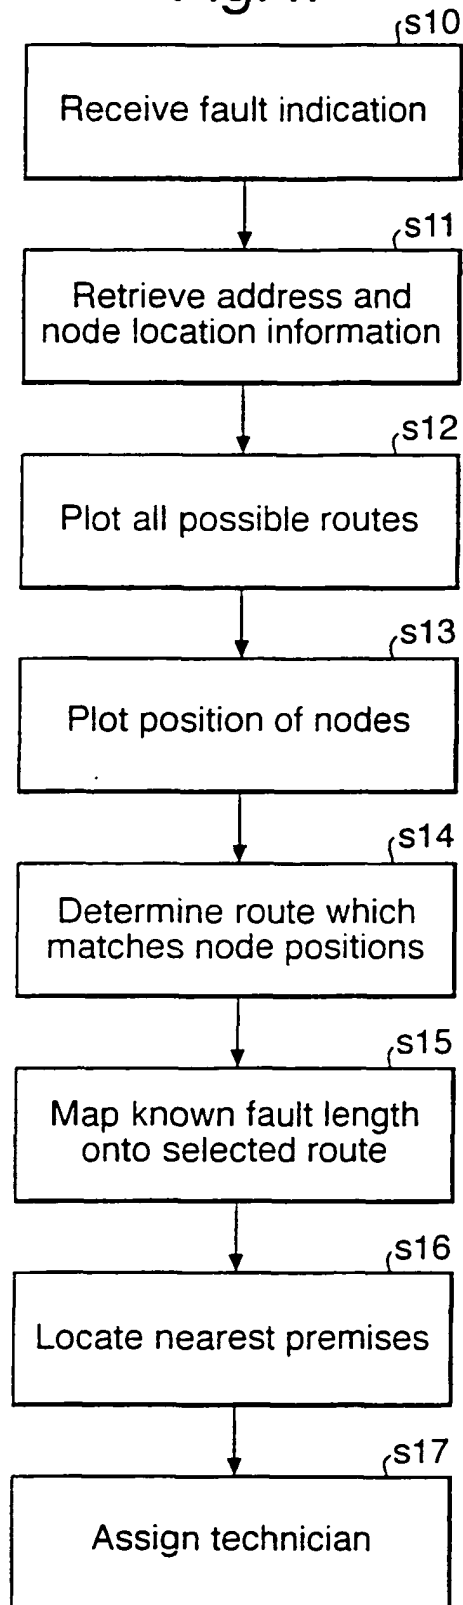 s10
Receive fault indication
s11
Retrieve address and
node location information
s12
Plot all possible routes
s13
Plot position of nodes
s14
Determine route which
matches node positions
s15
Map known fault length
onto selected route
s16
Locate nearest premises
s17
Assign technician